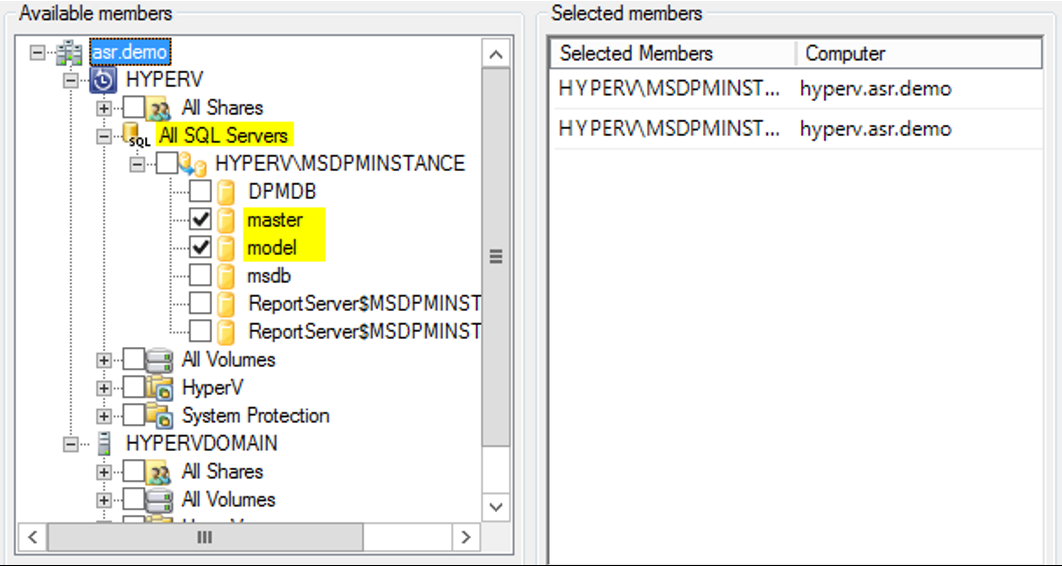 Available members
asr.demo
HYPERV
All Shares
SQL All SQL Servers
HYPERV\MSDPMINSTANCE
DPMDB
master
model
msdb
ReportServer$MSDPMINST
ReportServer$MSDPMINST
All Volumes
HyperV
System Protection
HYPERVDOMAIN
All Shares
All Volumes
Selected members
Selected Members Computer
HYPERV\MSDPMINST... hyperv.asr.demo
HYPERV\MSDPMINST... hyperv.asr.demo